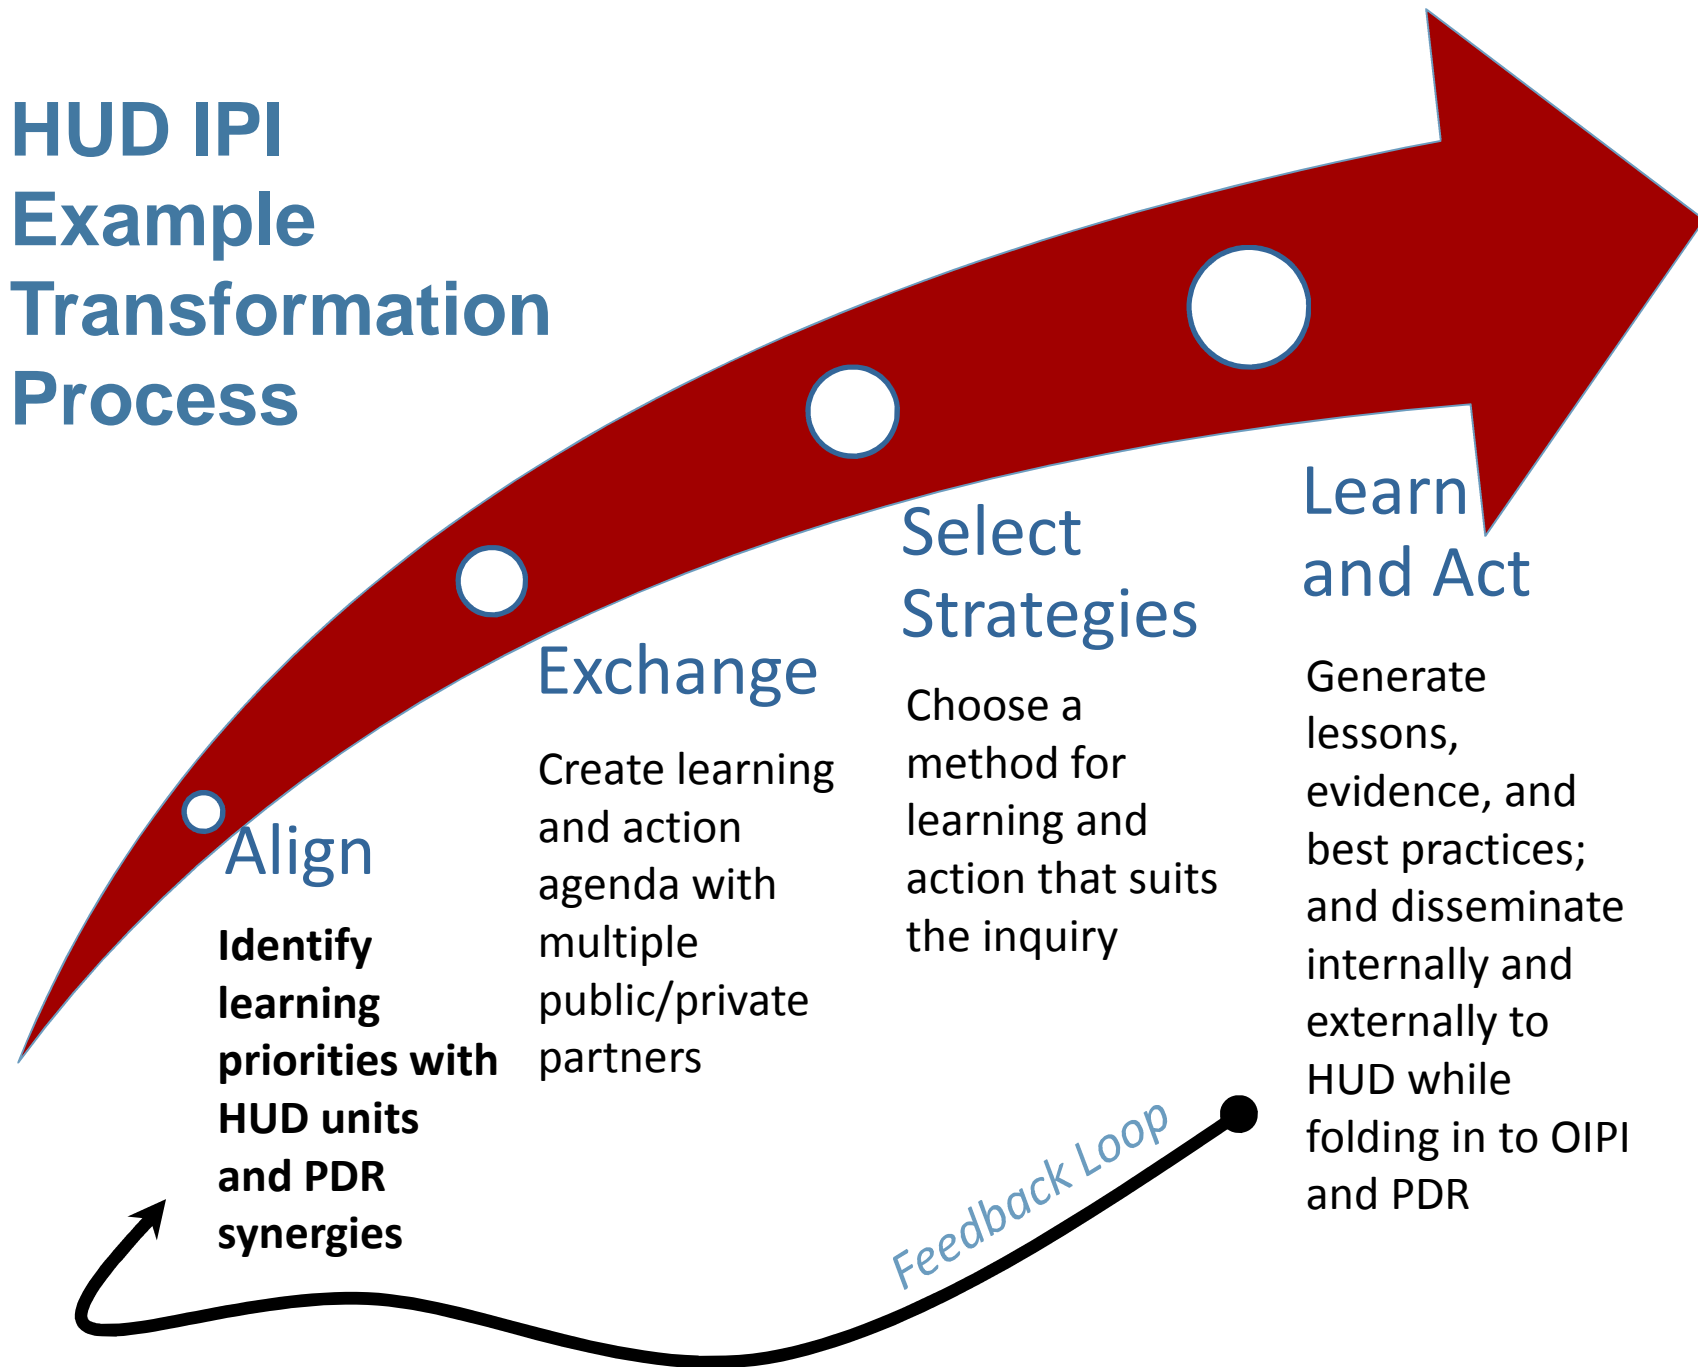 HUD IPI
Example
Transformation
Process
Align
Identify
learning
priorities with
HUD units
and PDR
synergies
Exchange
Create learning
and action
agenda with
multiple
public/private
partners
Select
Strategies
Choose a
method for
learning and
action that suits
the inquiry
Learn
and Act
Generate
lessons,
evidence, and
best practices;
and disseminate
internally and
externally to
HUD while
folding in to OIPI
and PDR
Feedback Loop